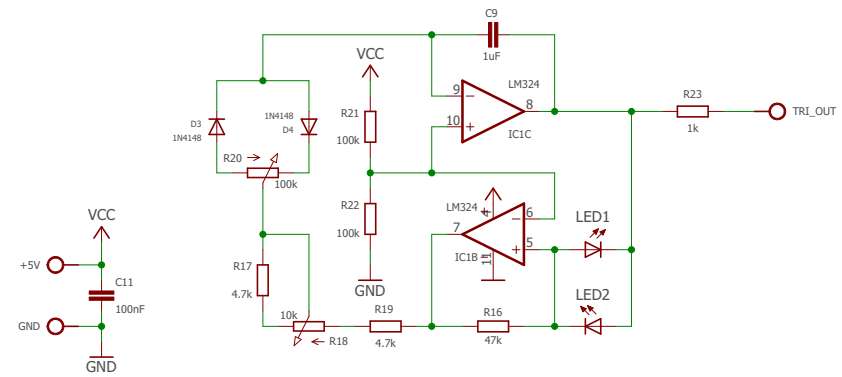 C9
1uF
VCC
LM324
9
8
10
IC1C
R23
1k
TRI_OUT
D3
1N4148
1N4148
D4
R21
100k
R20
100k
R22
100k
LM324
4
6
7
5
11
IC1B
LED1
VCC
+5V
C11
100nF
GND
GND
R17
4.7k
GND
10k
R18
R19
4.7k
R16
47k
LED2